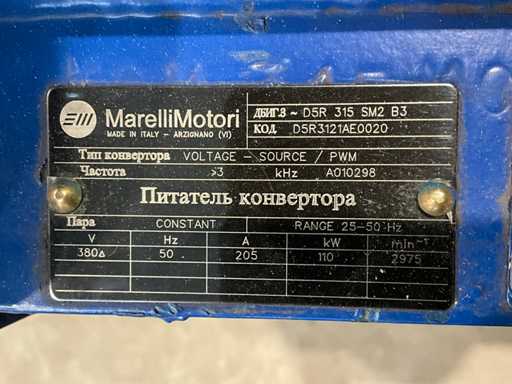 MarelliMotori
MADE IN ITALY - ARZIGNANO (VI)
ДВИГ.3 ~ D5R 315 SM2 B3
КОД. D5R3121AE0020
Тип конвертора VOLTAGE - SOURCE / PWM
Частота >3 kHz A010298
Питатель конвертора
Пара CONSTANT RANGE 25-50 Hz
V Hz A kW min⁻¹
380Δ 50 205 110 2975